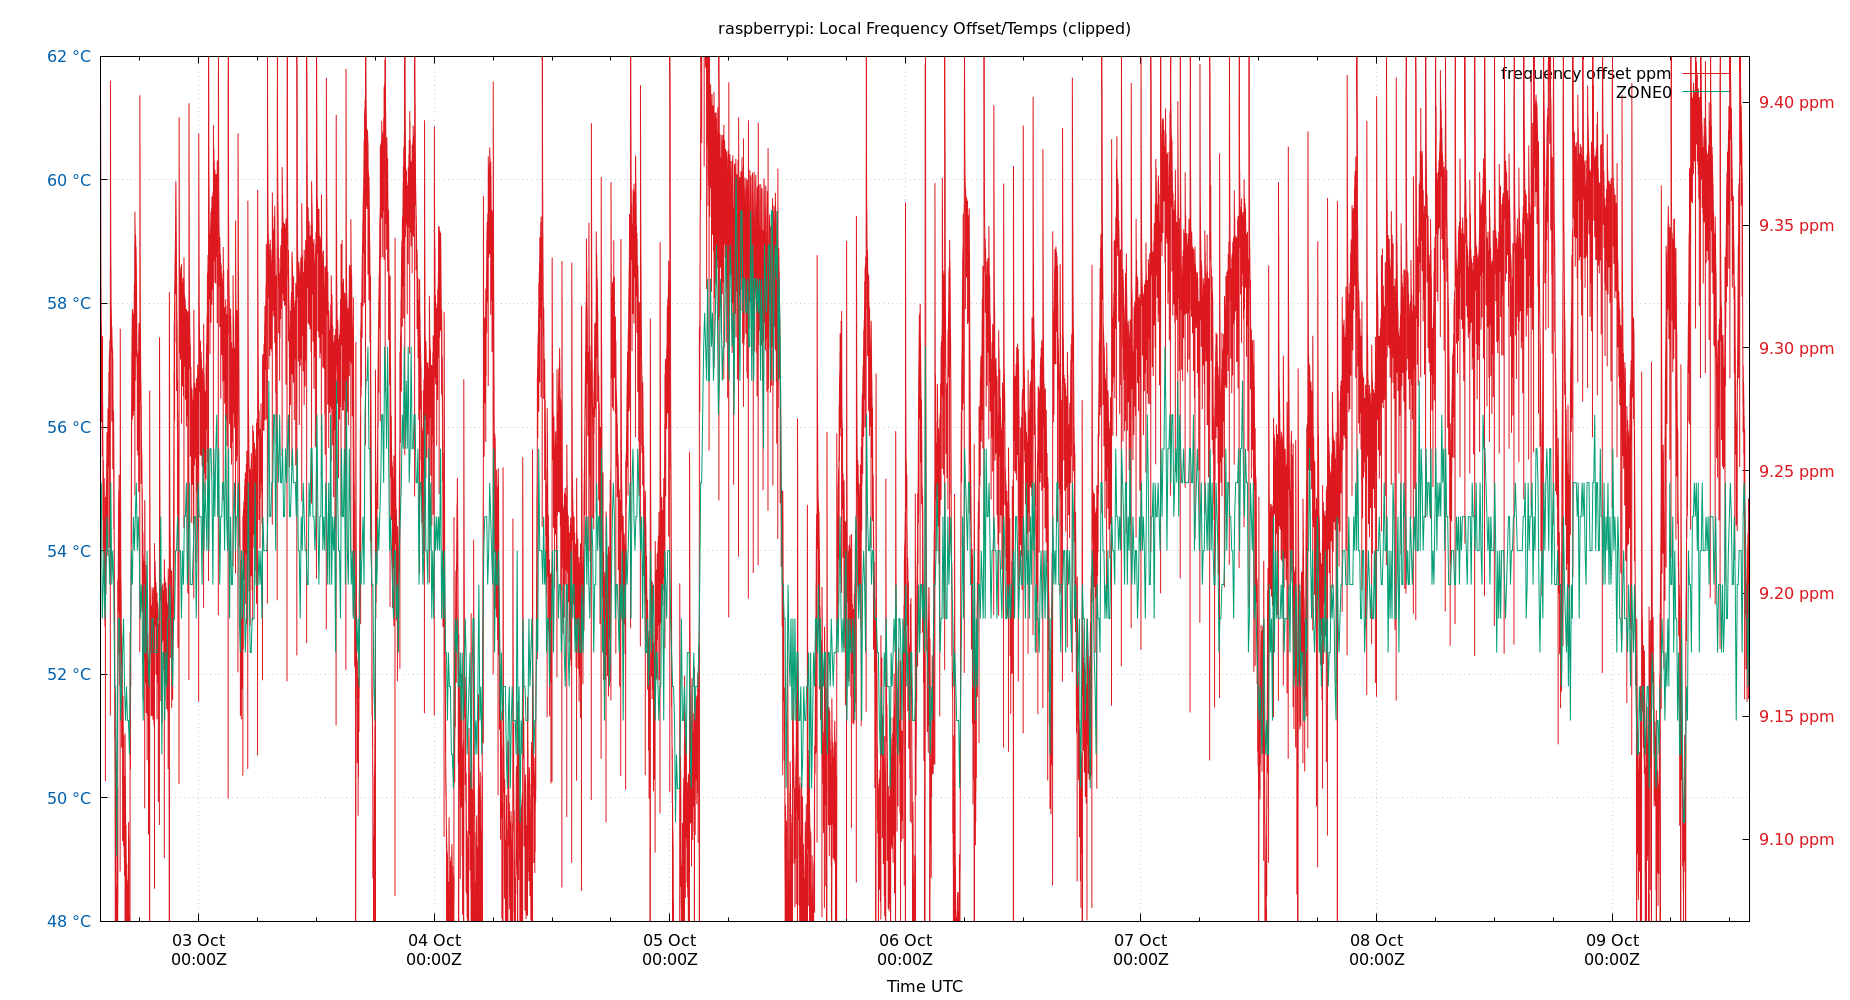 raspberrypi: Local Frequency Offset/Temps (clipped)
62 °C
60 °C
58 °C
56 °C
54 °C
52 °C
50 °C
48 °C
frequency offset ppm
ZONE0
9.40 ppm
9.35 ppm
9.30 ppm
9.25 ppm
9.20 ppm
9.15 ppm
9.10 ppm
03 Oct
00:00Z
04 Oct
00:00Z
05 Oct
00:00Z
06 Oct
00:00Z
07 Oct
00:00Z
08 Oct
00:00Z
09 Oct
00:00Z
Time UTC